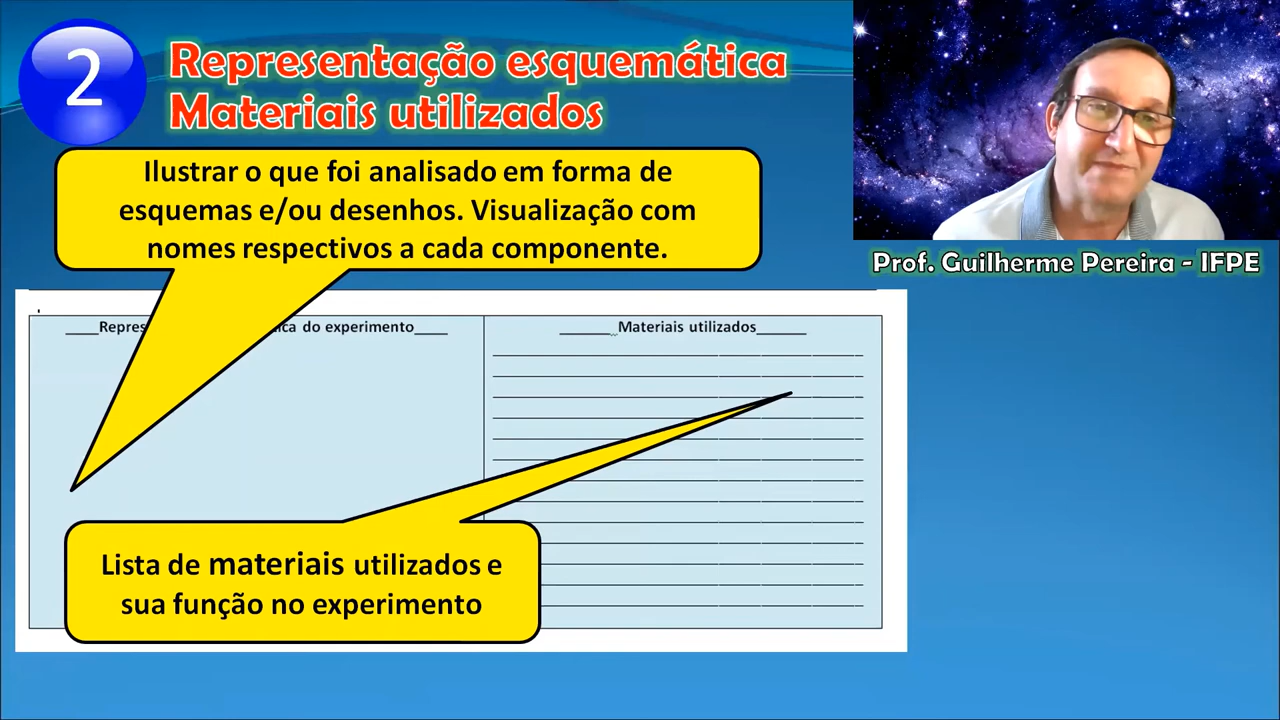 2
Representação esquemática
Materiais utilizados
Ilustrar o que foi analisado em forma de
esquemas e/ou desenhos. Visualização com
nomes respectivos a cada componente.
Prof. Guilherme Pereira - IFPE
____Repres ica do experimento____
______Materiais utilizados______
Lista de materiais utilizados e
sua função no experimento